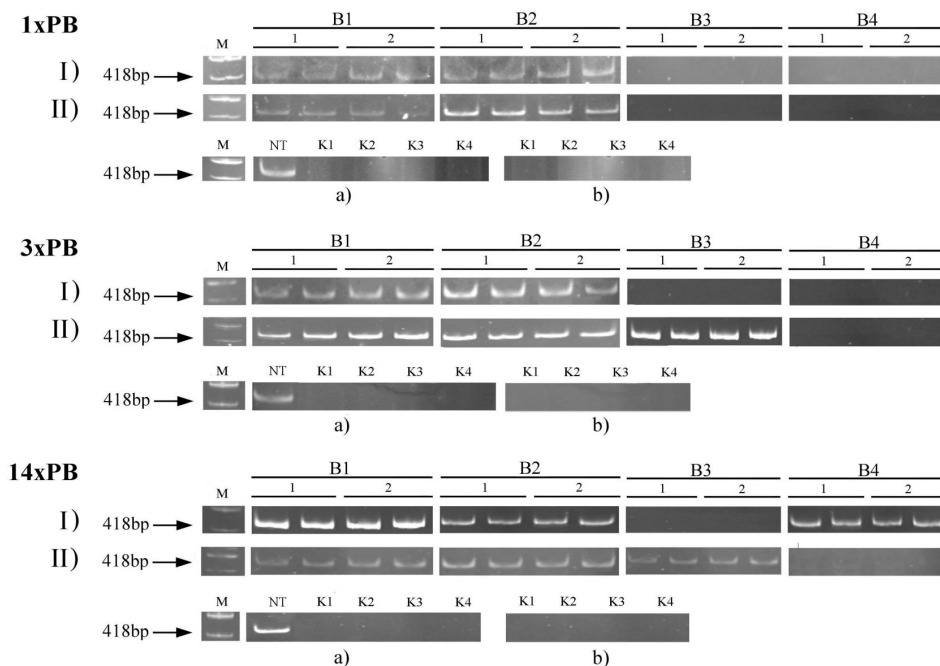 1xPB
B1 B2 B3 B4
M 1 2 1 2 1 2 1 2
I) 418bp
II) 418bp
M NT K1 K2 K3 K4 K1 K2 K3 K4
418bp
a) b)
3xPB
B1 B2 B3 B4
M 1 2 1 2 1 2 1 2
I) 418bp
II) 418bp
M NT K1 K2 K3 K4 K1 K2 K3 K4
418bp
a) b)
14xPB
B1 B2 B3 B4
M 1 2 1 2 1 2 1 2
I) 418bp
II) 418bp
M NT K1 K2 K3 K4 K1 K2 K3 K4
418bp
a) b)